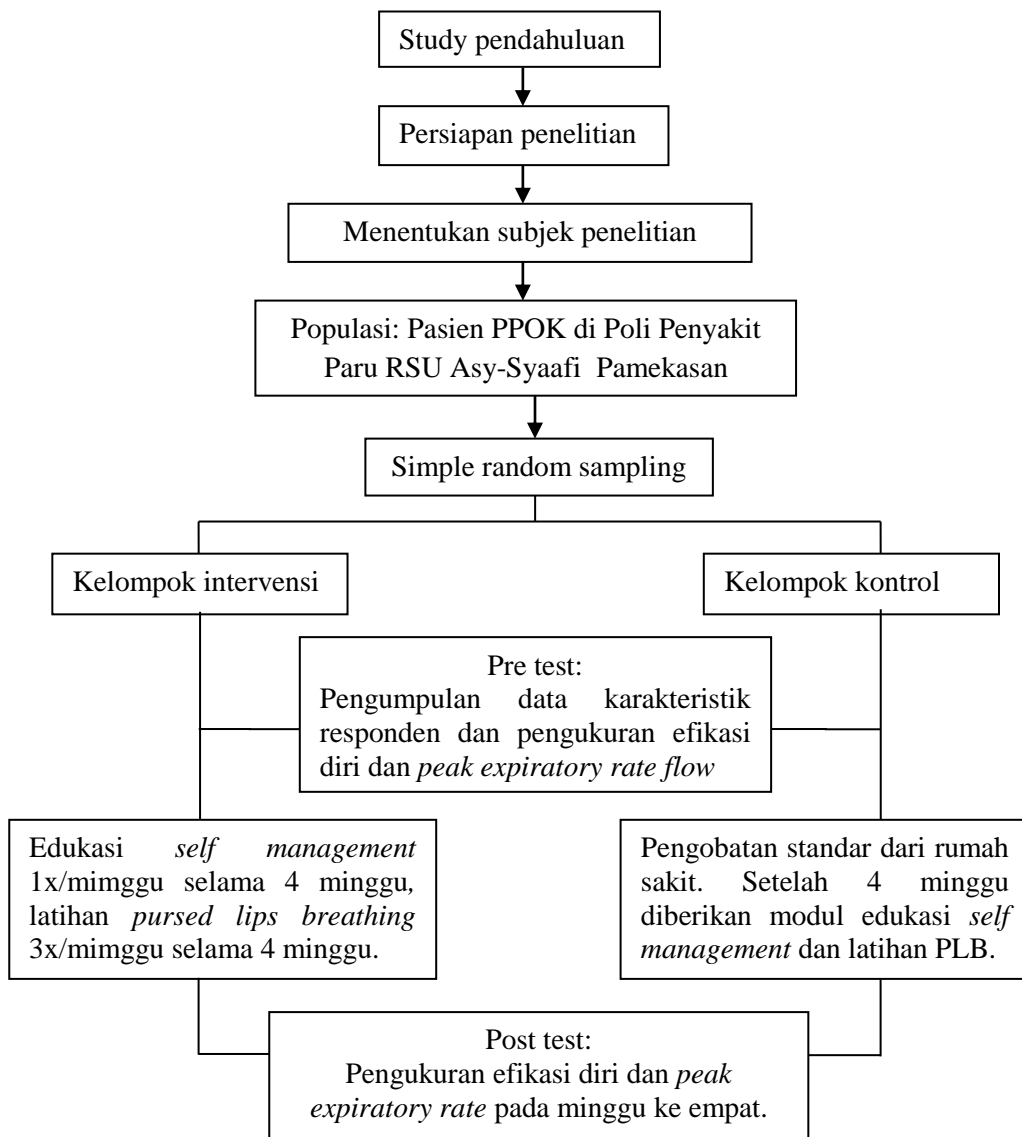 Study pendahuluan
Persiapan penelitian
Menentukan subjek penelitian
Populasi: Pasien PPOK di Poli Penyakit
Paru RSU Asy-Syaafi Pamekasan
Simple random sampling
Kelompok intervensi
Kelompok kontrol
Pre test:
Pengumpulan data karakteristik
responden dan pengukuran efikasi
diri dan peak expiratory rate flow
Edukasi self management
1x/mimggu selama 4 minggu,
latihan pursed lips breathing
3x/mimggu selama 4 minggu.
Pengobatan standar dari rumah
sakit. Setelah 4 minggu
diberikan modul edukasi self
management dan latihan PLB.
Post test:
Pengukuran efikasi diri dan peak
expiratory rate pada minggu ke empat.